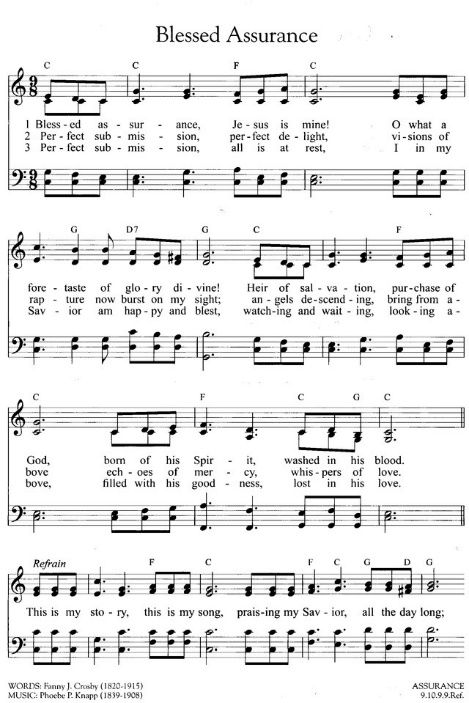 Blessed Assurance
C C F C
1 Bless - ed as - sur - ance, Je - sus is mine! O what a
2 Per - fect sub - mis - sion, per - fect de - light, vi - sions of
3 Per - fect sub - mis - sion, all is at rest, I in my
G D7 G C F
fore - taste of glo - ry di - vine! Heir of sal - va - tion, pur - chase of
rap - ture now burst on my sight; an - gels de - scend - ing, bring from a -
Sav - ior am hap - py and blest, watch - ing and wait - ing, look - ing a -
C F C G C
God, born of his Spir - it, washed in his blood.
bove ech - oes of mer - cy, whis - pers of love.
bove, filled with his good - ness, lost in his love.
Refrain F C F C G D G
This is my sto - ry, this is my song, prais - ing my Sav - ior, all the day long;
WORDS: Fanny J. Crosby (1820-1915) ASSURANCE
MUSIC: Phoebe P. Knapp (1839-1908) 9.10.9.9.Ref.